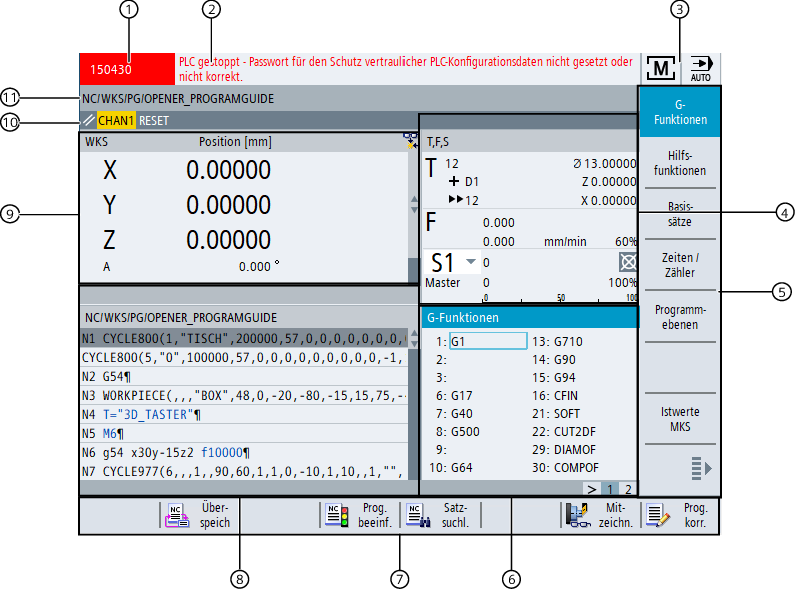 1
2
3
150430
PLC gestoppt - Passwort für den Schutz vertraulicher PLC-Konfigurationsdaten nicht gesetzt oder
nicht korrekt.
M
AUTO
11
NC/WKS/PG/OPENER_PROGRAMGUIDE
10
CHAN1 RESET
9
WKS Position [mm]
X 0.00000
Y 0.00000
Z 0.00000
A 0.000 °
T,F,S
T 12 Ø 13.00000
+ D1 Z 0.00000
12 X 0.00000
F 0.000
0.000 mm/min 60%
S1 0
Master 0 100%
0 50 100
4
5
G-
Funktionen
Hilfs-
funktionen
Basis-
sätze
Zeiten /
Zähler
Programm-
ebenen
Istwerte
MKS
NC/WKS/PG/OPENER_PROGRAMGUIDE
N1 CYCLE800(1,"TISCH",200000,57,0,0,0,0,0,0,0,
CYCLE800(5,"0",100000,57,0,0,0,0,0,0,0,0,-1,
N2 G54¶
N3 WORKPIECE(,,,"BOX",48,0,-20,-80,-15,15,75,-
N4 T="3D_TASTER"¶
N5 M6¶
N6 g54 x30y-15z2 f10000¶
N7 CYCLE977(6,,,1,,90,60,1,1,0,-10,1,10,,1,"",
G-Funktionen
1: G1 13: G710
2: 14: G90
3: 15: G94
6: G17 16: CFIN
7: G40 21: SOFT
8: G500 22: CUT2DF
9: 29: DIAMOF
10: G64 30: COMPOF
> 1 2
NC Über-
speich
NC Prog.
beeinf.
NC Satz-
suchl.
Mit-
zeichn.
Prog.
korr.
8
7
6